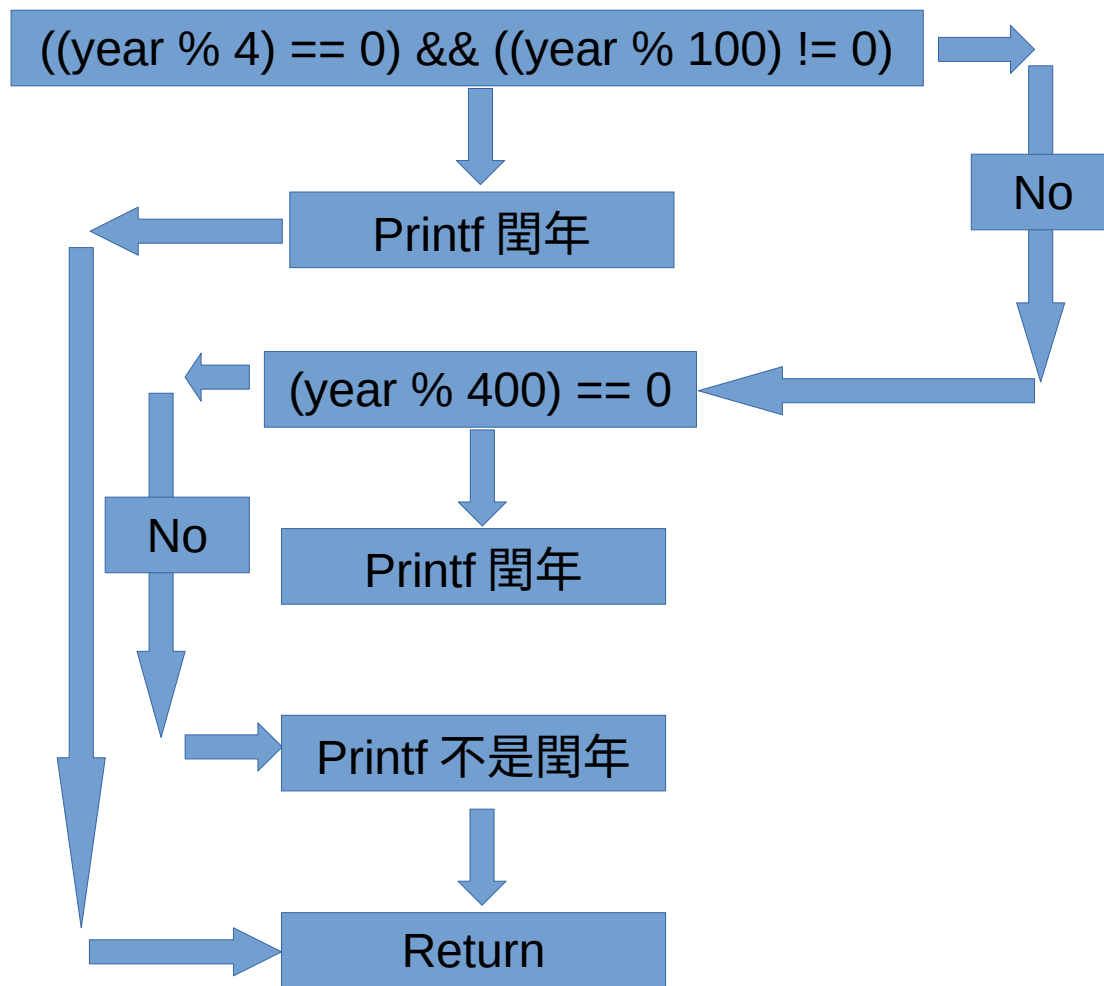 ((year % 4) == 0) && ((year % 100) != 0)
No
Printf 閏年
(year % 400) == 0
No
Printf 閏年
Printf 不是閏年
Return